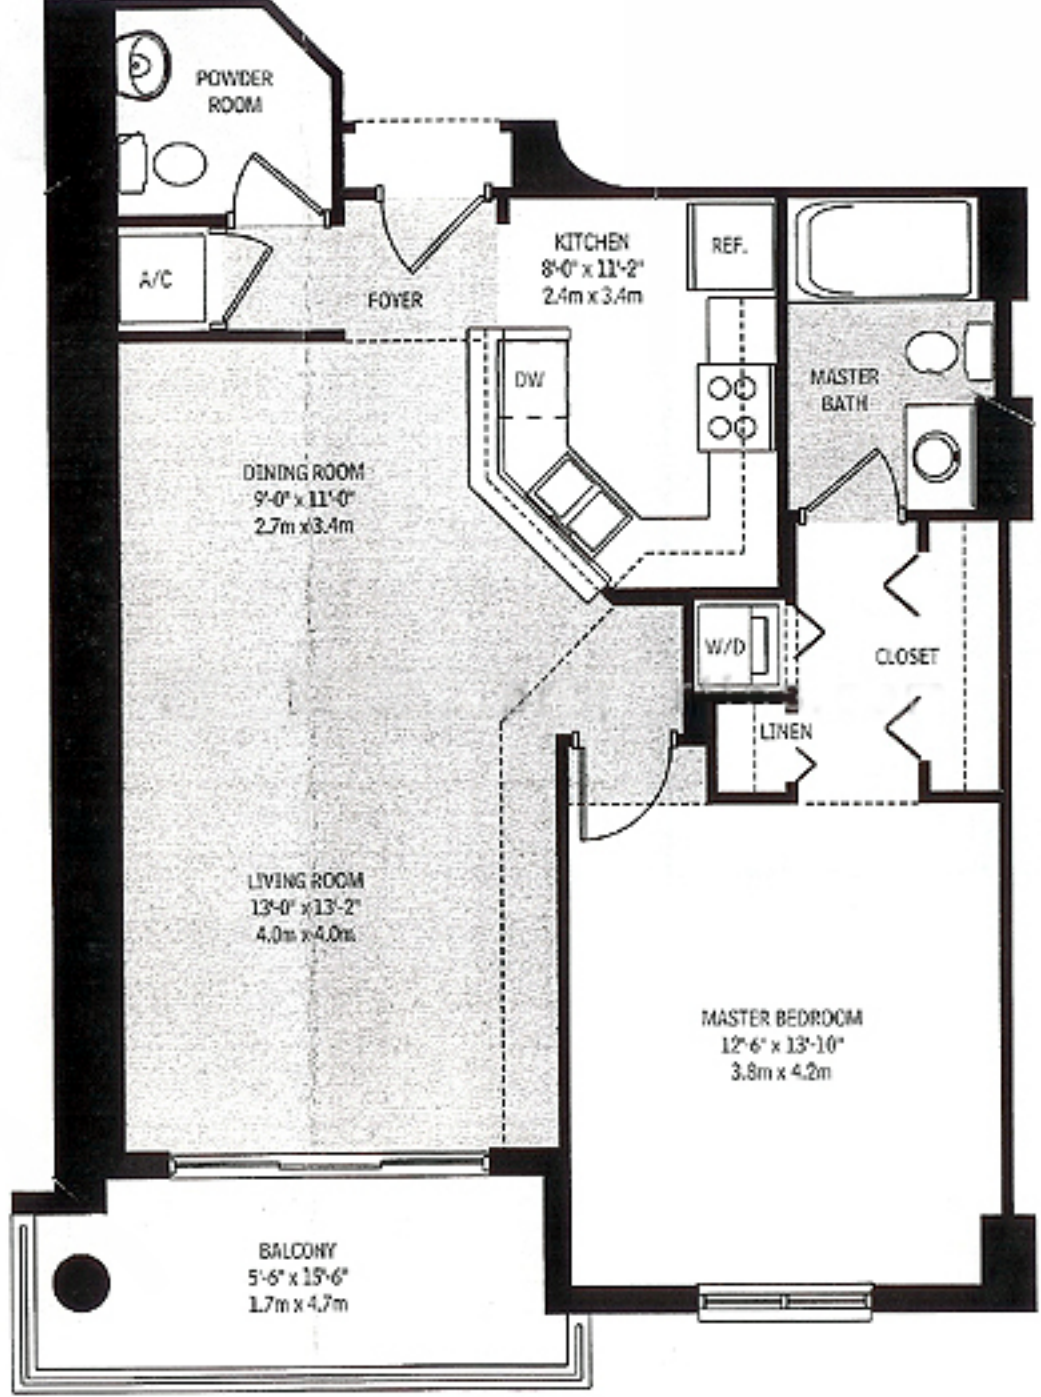 POWDER
ROOM
A/C
FOYER
KITCHEN
8'-0" x 11'-2"
2.4m x 3.4m
REF.
DW
MASTER
BATH
DINING ROOM
9'-0" x 11'-0"
2.7m x 3.4m
W/D
CLOSET
LINEN
LIVING ROOM
13'-0" x 13'-2"
4.0m x 4.0m
MASTER BEDROOM
12'-6" x 13'-10"
3.8m x 4.2m
BALCONY
5'-6" x 15'-6"
1.7m x 4.7m